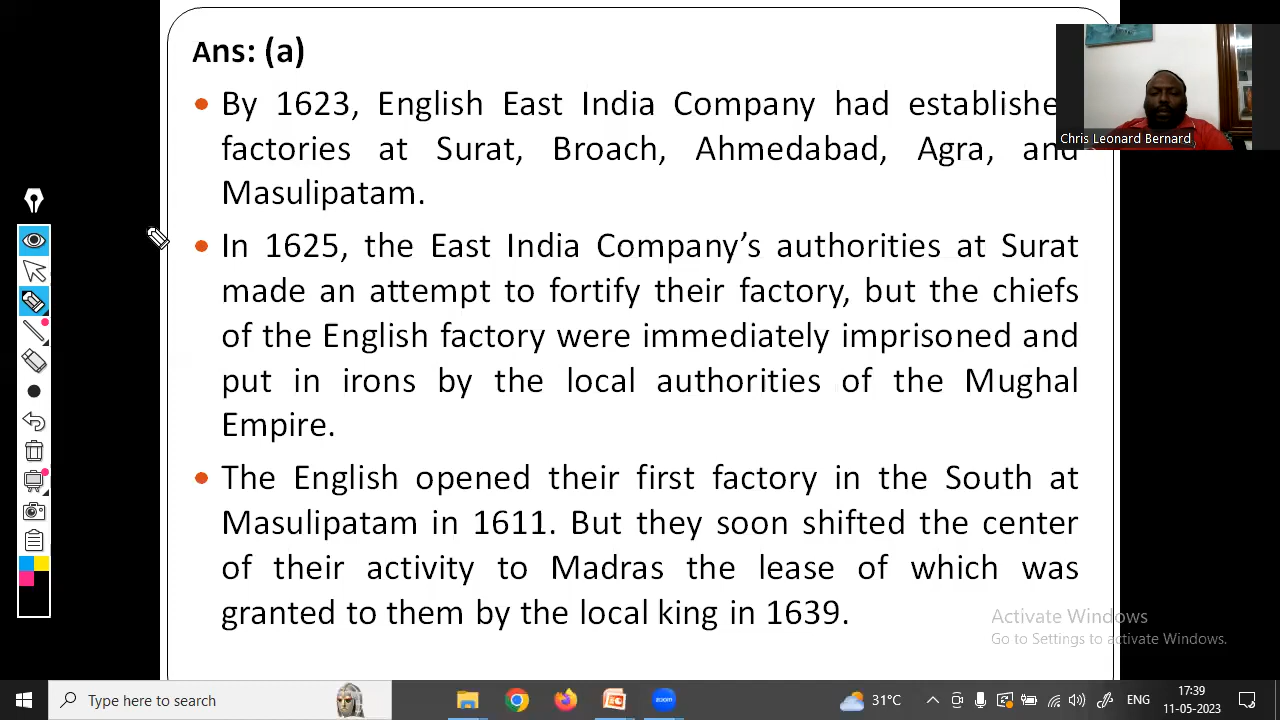 Ans: (a)
• By 1623, English East India Company had establishe
factories at Surat, Broach, Ahmedabad, Agra, and
Masulipatam.
• In 1625, the East India Company’s authorities at Surat
made an attempt to fortify their factory, but the chiefs
of the English factory were immediately imprisoned and
put in irons by the local authorities of the Mughal
Empire.
• The English opened their first factory in the South at
Masulipatam in 1611. But they soon shifted the center
of their activity to Madras the lease of which was
granted to them by the local king in 1639.
Chris Leonard Bernard
Activate Windows
Go to Settings to activate Windows.
Type here to search
zoom
31°C
ENG
17:39
11-05-2023